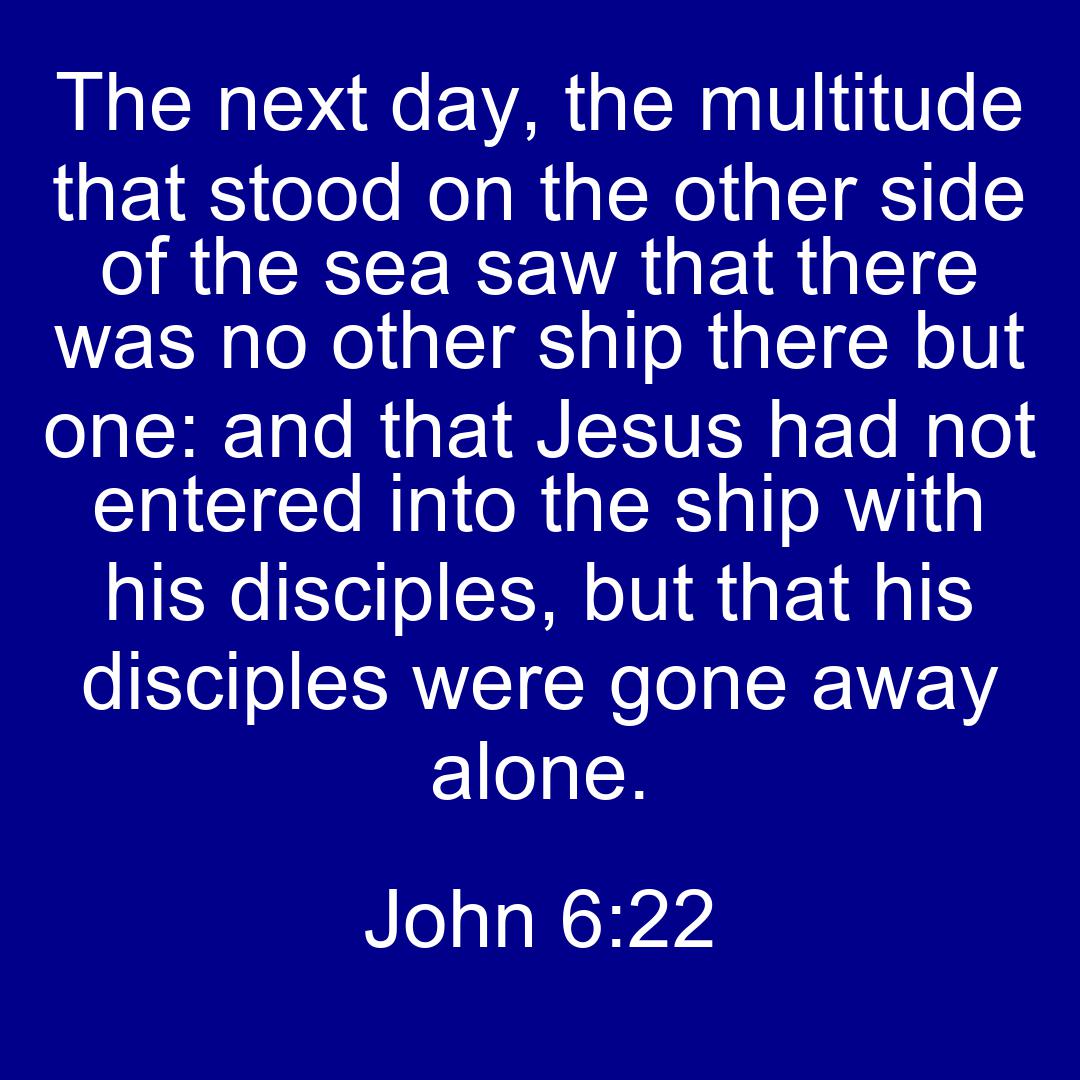 The next day, the multitude
that stood on the other side
of the sea saw that there
was no other ship there but
one: and that Jesus had not
entered into the ship with
his disciples, but that his
disciples were gone away
alone.
John 6:22